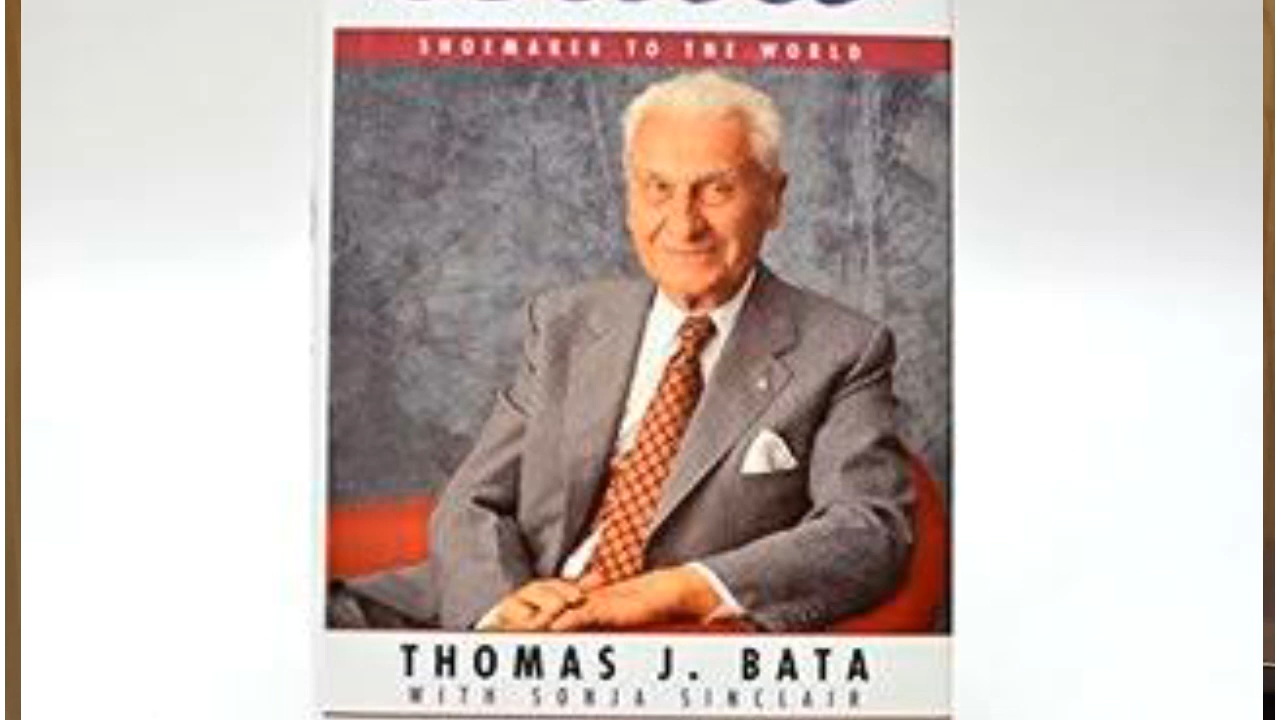 SHOEMAKER TO THE WORLD
THOMAS J. BATA
WITH SONJA SINCLAIR